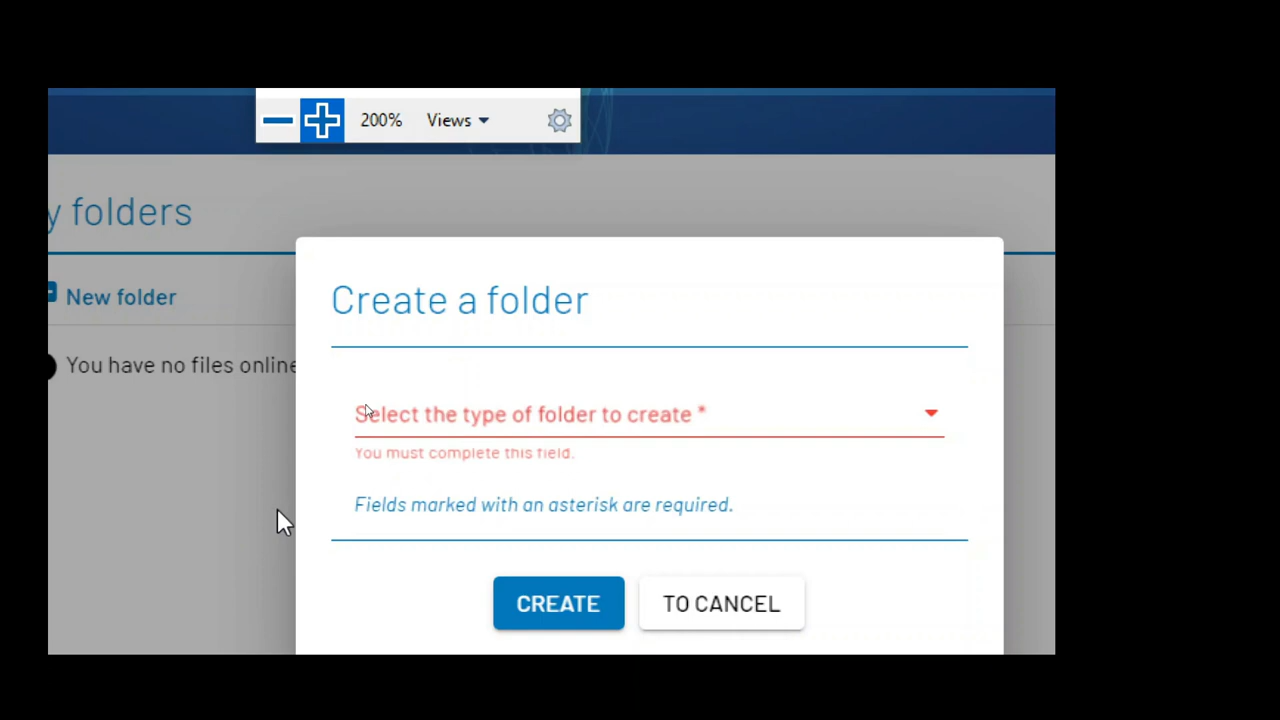 200% Views
y folders
New folder
You have no files online
Create a folder
Select the type of folder to create *
You must complete this field.
Fields marked with an asterisk are required.
CREATE
TO CANCEL